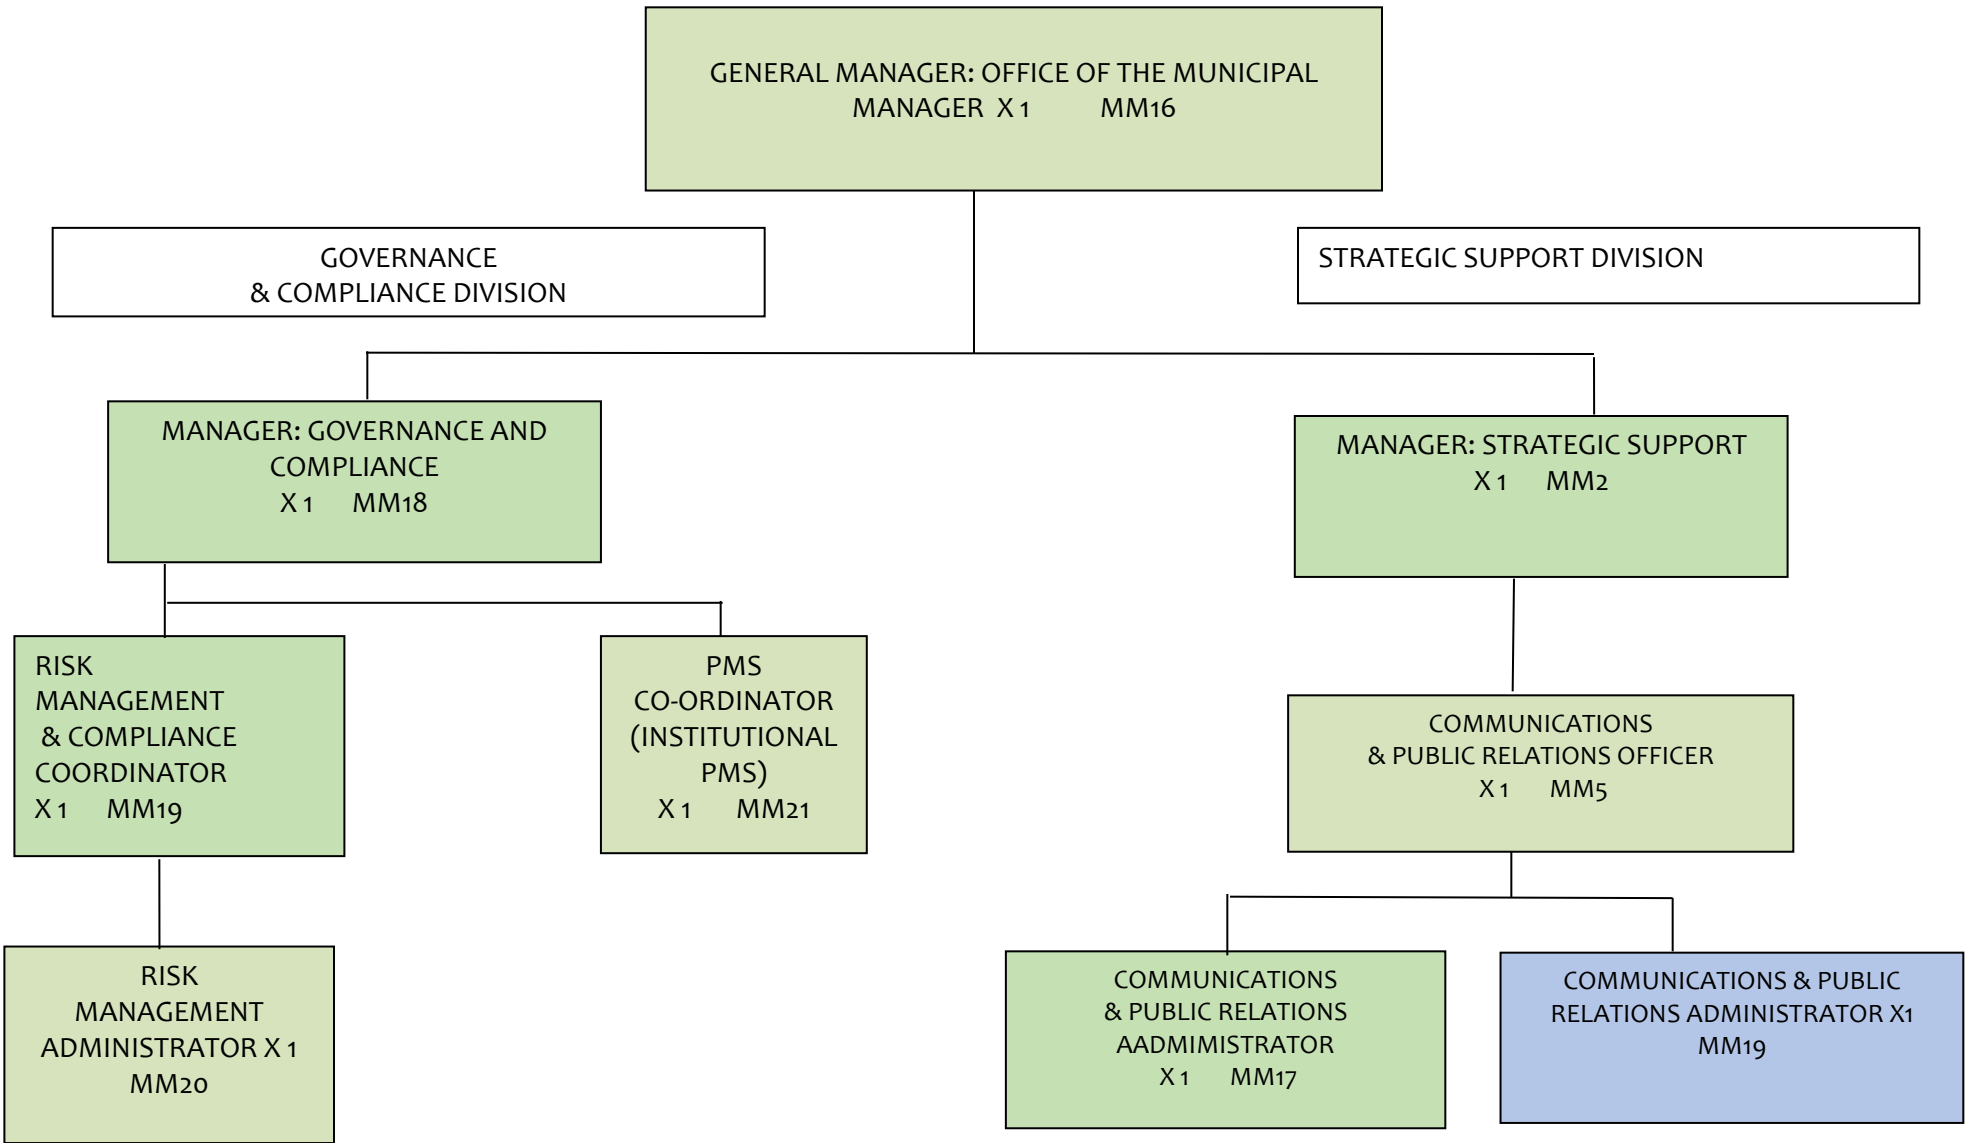 GENERAL MANAGER: OFFICE OF THE MUNICIPAL
MANAGER X 1 MM16
GOVERNANCE
& COMPLIANCE DIVISION
STRATEGIC SUPPORT DIVISION
MANAGER: GOVERNANCE AND
COMPLIANCE
X 1 MM18
MANAGER: STRATEGIC SUPPORT
X 1 MM2
RISK
MANAGEMENT
& COMPLIANCE
COORDINATOR
X 1 MM19
PMS
CO-ORDINATOR
(INSTITUTIONAL
PMS)
X 1 MM21
COMMUNICATIONS
& PUBLIC RELATIONS OFFICER
X 1 MM5
RISK
MANAGEMENT
ADMINISTRATOR X 1
MM20
COMMUNICATIONS
& PUBLIC RELATIONS
AADMIMISTRATOR
X 1 MM17
COMMUNICATIONS & PUBLIC
RELATIONS ADMINISTRATOR X1
MM19